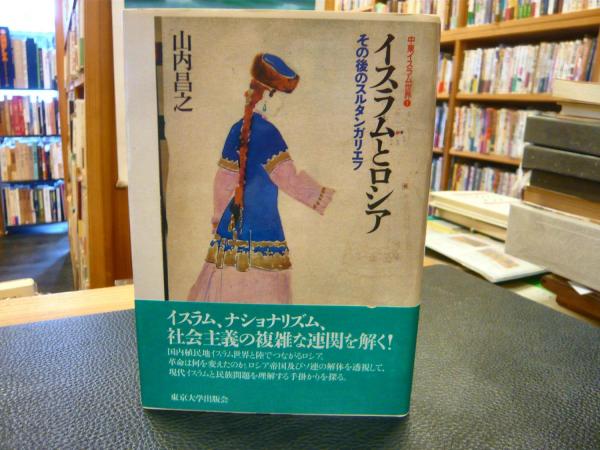 中東イスラム世界 1
イスラムとロシア
その後のスルタンガリエフ
山内昌之
イスラム、ナショナリズム、
社会主義の複雑な連関を解く!
国内植民地イスラム世界と陸でつながるロシア。
革命は何を変えたのか。ロシア帝国及びソ連の解体を透視して、
現代イスラムと民族問題を理解する手掛かりを探る。
東京大学出版会